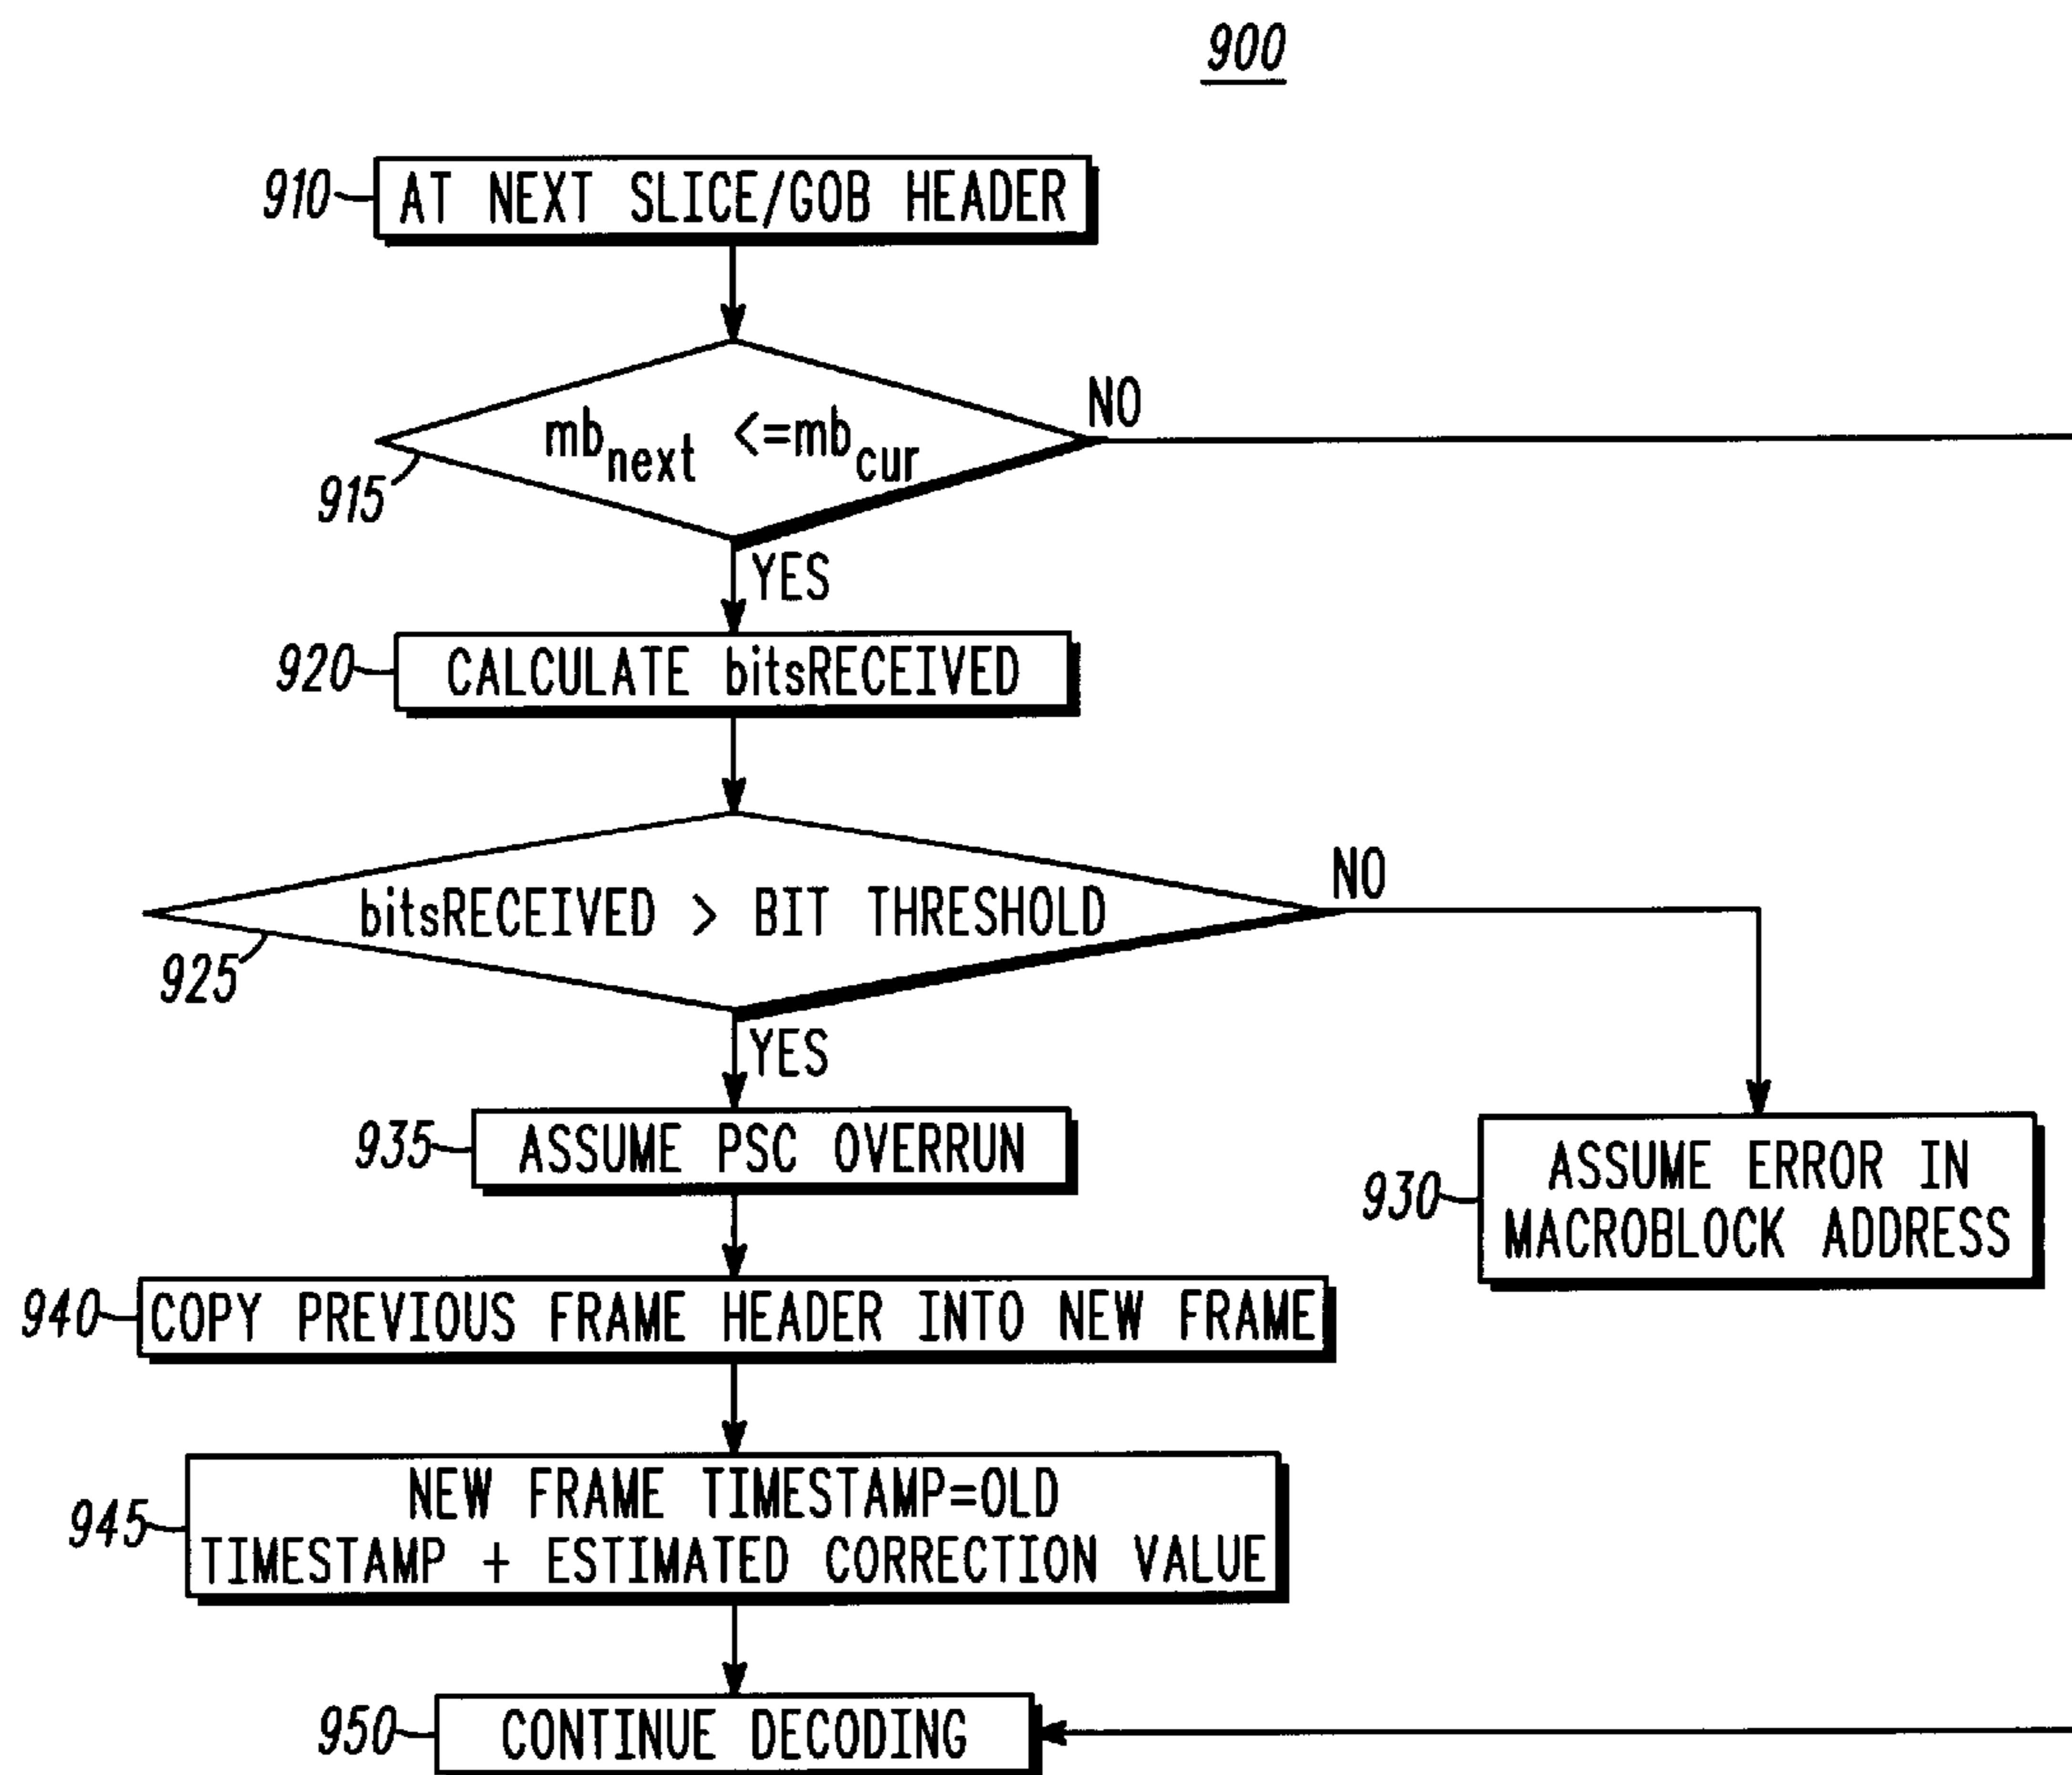 900
910
AT NEXT SLICE/GOB HEADER
mb_next <=mb_cur
NO
915
YES
920
CALCULATE bitsRECEIVED
bitsRECEIVED > BIT THRESHOLD
NO
925
YES
935
ASSUME PSC OVERRUN
930
ASSUME ERROR IN
MACROBLOCK ADDRESS
940
COPY PREVIOUS FRAME HEADER INTO NEW FRAME
945
NEW FRAME TIMESTAMP=OLD
TIMESTAMP + ESTIMATED CORRECTION VALUE
950
CONTINUE DECODING